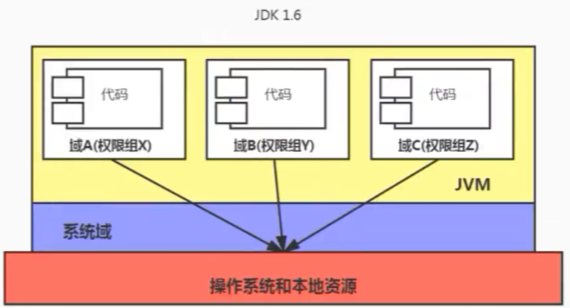 JDK 1.6
代码
代码
代码
域A(权限组X)
域B(权限组Y)
域C(权限组Z)
JVM
系统域
操作系统和本地资源